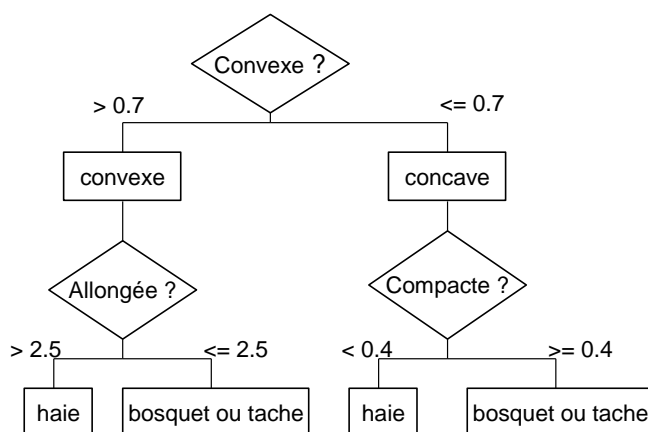 Convexe ?
> 0.7
<= 0.7
convexe
concave
Allongée ?
Compacte ?
> 2.5
<= 2.5
< 0.4
>= 0.4
haie
bosquet ou tache
haie
bosquet ou tache